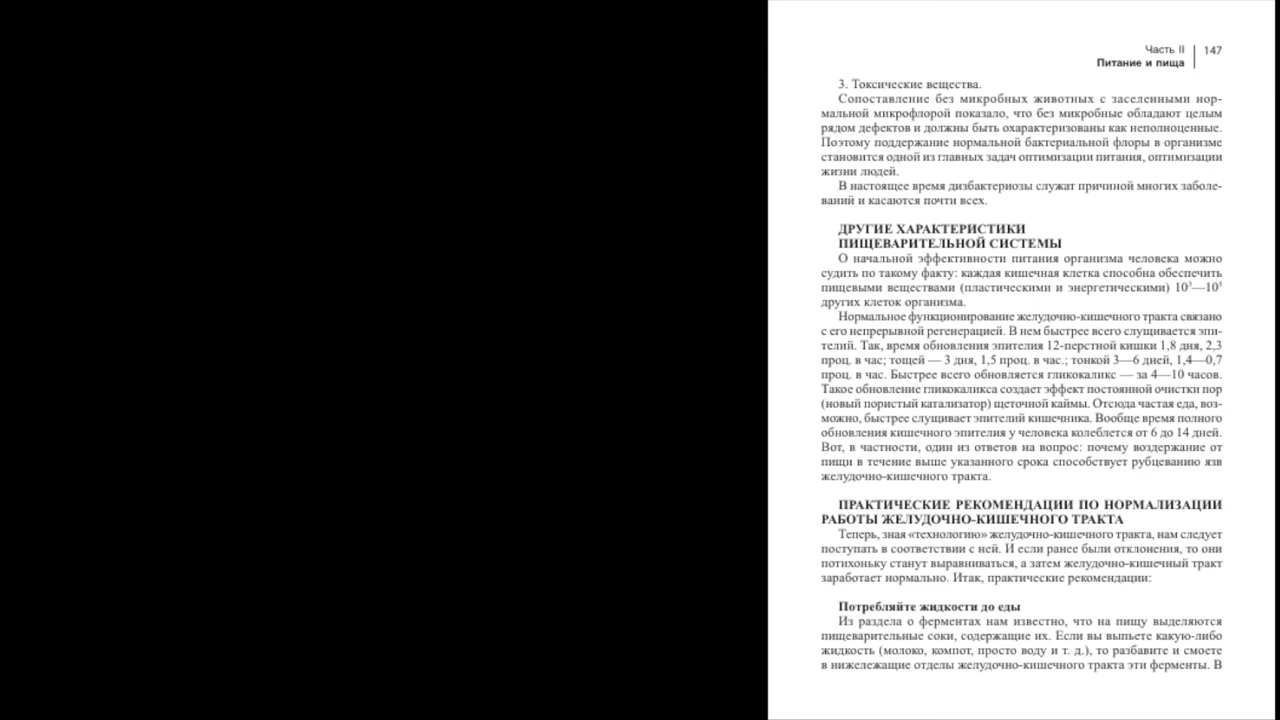 Часть II
147
Питание и пища
3. Токсические вещества.
Сопоставление без микробных животных с заселенными нор-
мальной микрофлорой показало, что без микробные обладают целым
рядом дефектов и должны быть охарактеризованы как неполноценные.
Поэтому поддержание нормальной бактериальной флоры в организме
становится одной из главных задач оптимизации питания, оптимизации
жизни людей.
В настоящее время дизбактериозы служат причиной многих заболе-
ваний и касаются почти всех.
ДРУГИЕ ХАРАКТЕРИСТИКИ
ПИЩЕВАРИТЕЛЬНОЙ СИСТЕМЫ
О начальной эффективности питания организма человека можно
судить по такому факту: каждая кишечная клетка способна обеспечить
пищевыми веществами (пластическими и энергетическими) 10³—10⁵
других клеток организма.
Нормальное функционирование желудочно-кишечного тракта связано
с его непрерывной регенерацией. В нем быстрее всего слущивается эпи-
телий. Так, время обновления эпителия 12-перстной кишки 1,8 дня, 2,3
проц. в час; тощей — 3 дня, 1,5 проц. в час.; тонкой 3—6 дней, 1,4—0,7
проц. в час. Быстрее всего обновляется гликокаликс — за 4—10 часов.
Такое обновление гликокаликса создает эффект постоянной очистки пор
(новый пористый катализатор) щеточной каймы. Отсюда частая еда, воз-
можно, быстрее слущивает эпителий кишечника. Вообще время полного
обновления кишечного эпителия у человека колеблется от 6 до 14 дней.
Вот, в частности, один из ответов на вопрос: почему воздержание от
пищи в течение выше указанного срока способствует рубцеванию язв
желудочно-кишечного тракта.
ПРАКТИЧЕСКИЕ РЕКОМЕНДАЦИИ ПО НОРМАЛИЗАЦИИ
РАБОТЫ ЖЕЛУДОЧНО-КИШЕЧНОГО ТРАКТА
Теперь, зная «технологию» желудочно-кишечного тракта, нам следует
поступать в соответствии с ней. И если ранее были отклонения, то они
потихоньку станут выравниваться, а затем желудочно-кишечный тракт
заработает нормально. Итак, практические рекомендации:
Потребляйте жидкости до еды
Из раздела о ферментах нам известно, что на пищу выделяются
пищеварительные соки, содержащие их. Если вы выпьете какую-либо
жидкость (молоко, компот, просто воду и т. д.), то разбавите и смоете
в нижележащие отделы желудочно-кишечного тракта эти ферменты. В